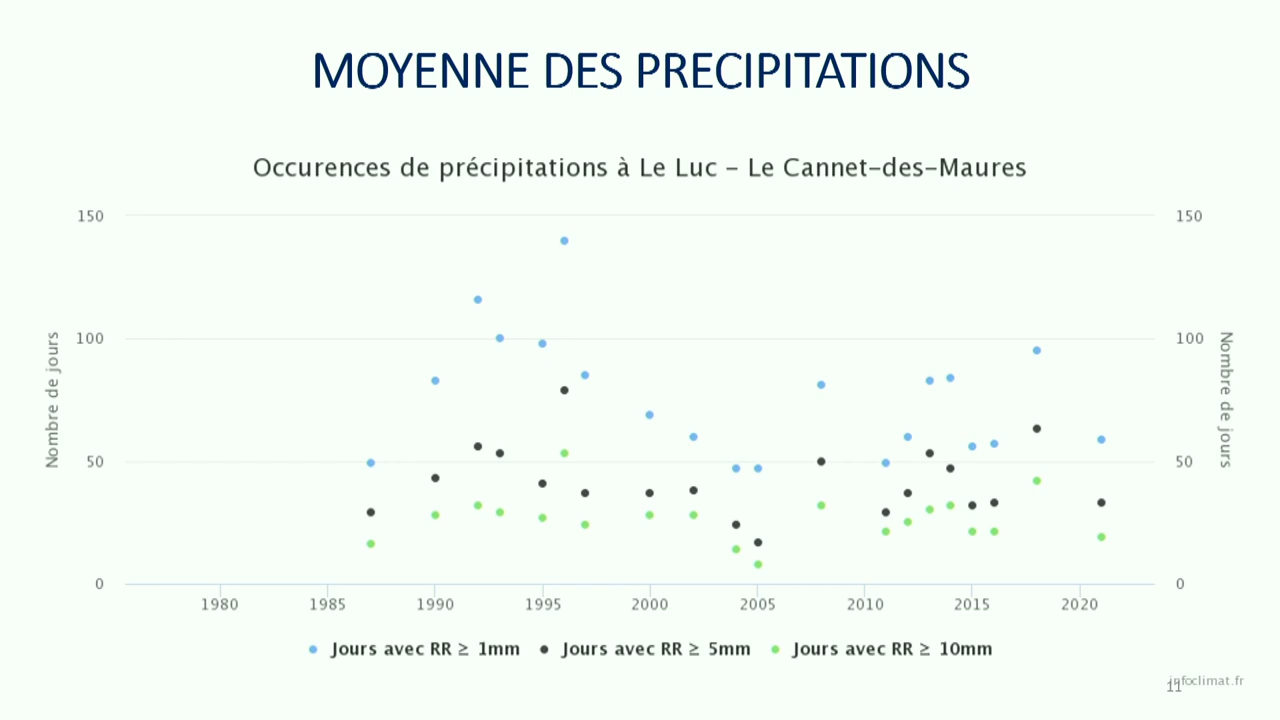 MOYENNE DES PRECIPITATIONS
Occurences de précipitations à Le Luc - Le Cannet-des-Maures
150
150
Nombre de jours
100
100
Nombre de jours
50
50
0
0
1980
1985
1990
1995
2000
2005
2010
2015
2020
Jours avec RR ≥ 1mm
Jours avec RR ≥ 5mm
Jours avec RR ≥ 10mm
infoclimat.fr
11